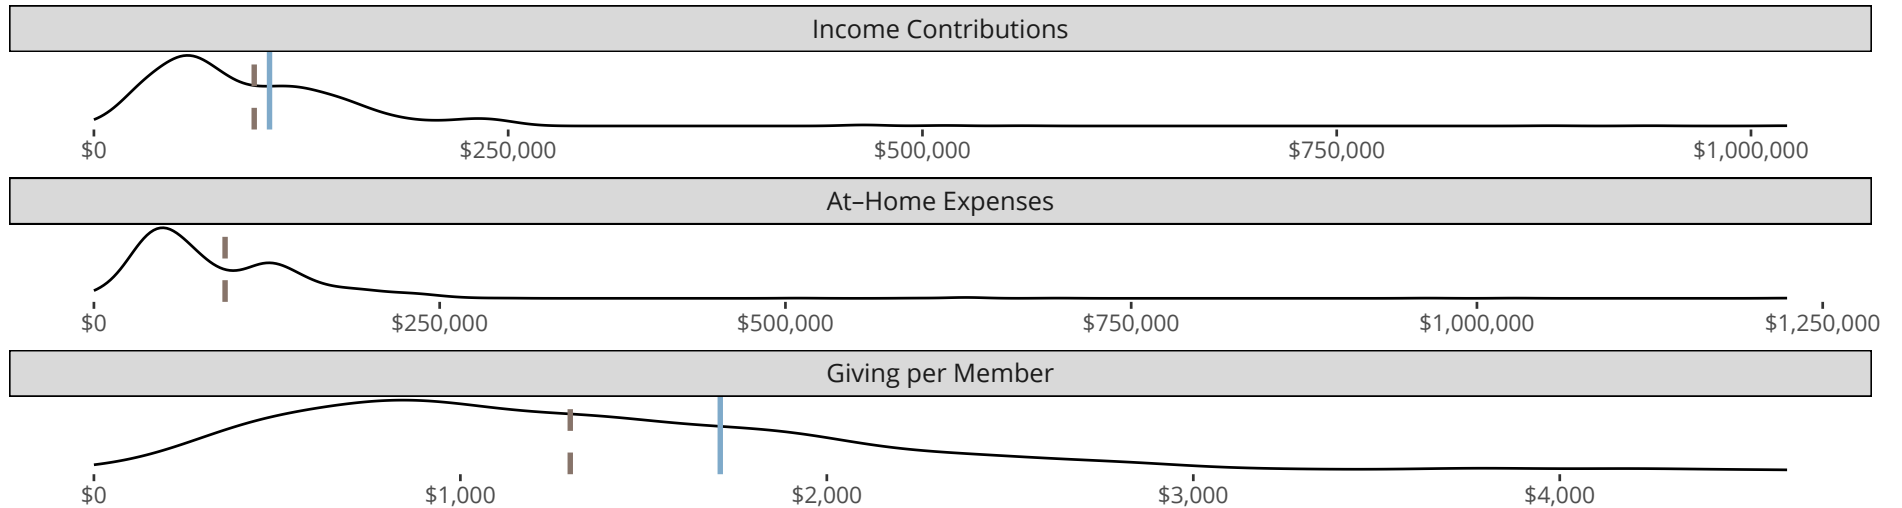 Income Contributions
$0 $250,000 $500,000 $750,000 $1,000,000
At–Home Expenses
$0 $250,000 $500,000 $750,000 $1,000,000 $1,250,000
Giving per Member
$0 $1,000 $2,000 $3,000 $4,000